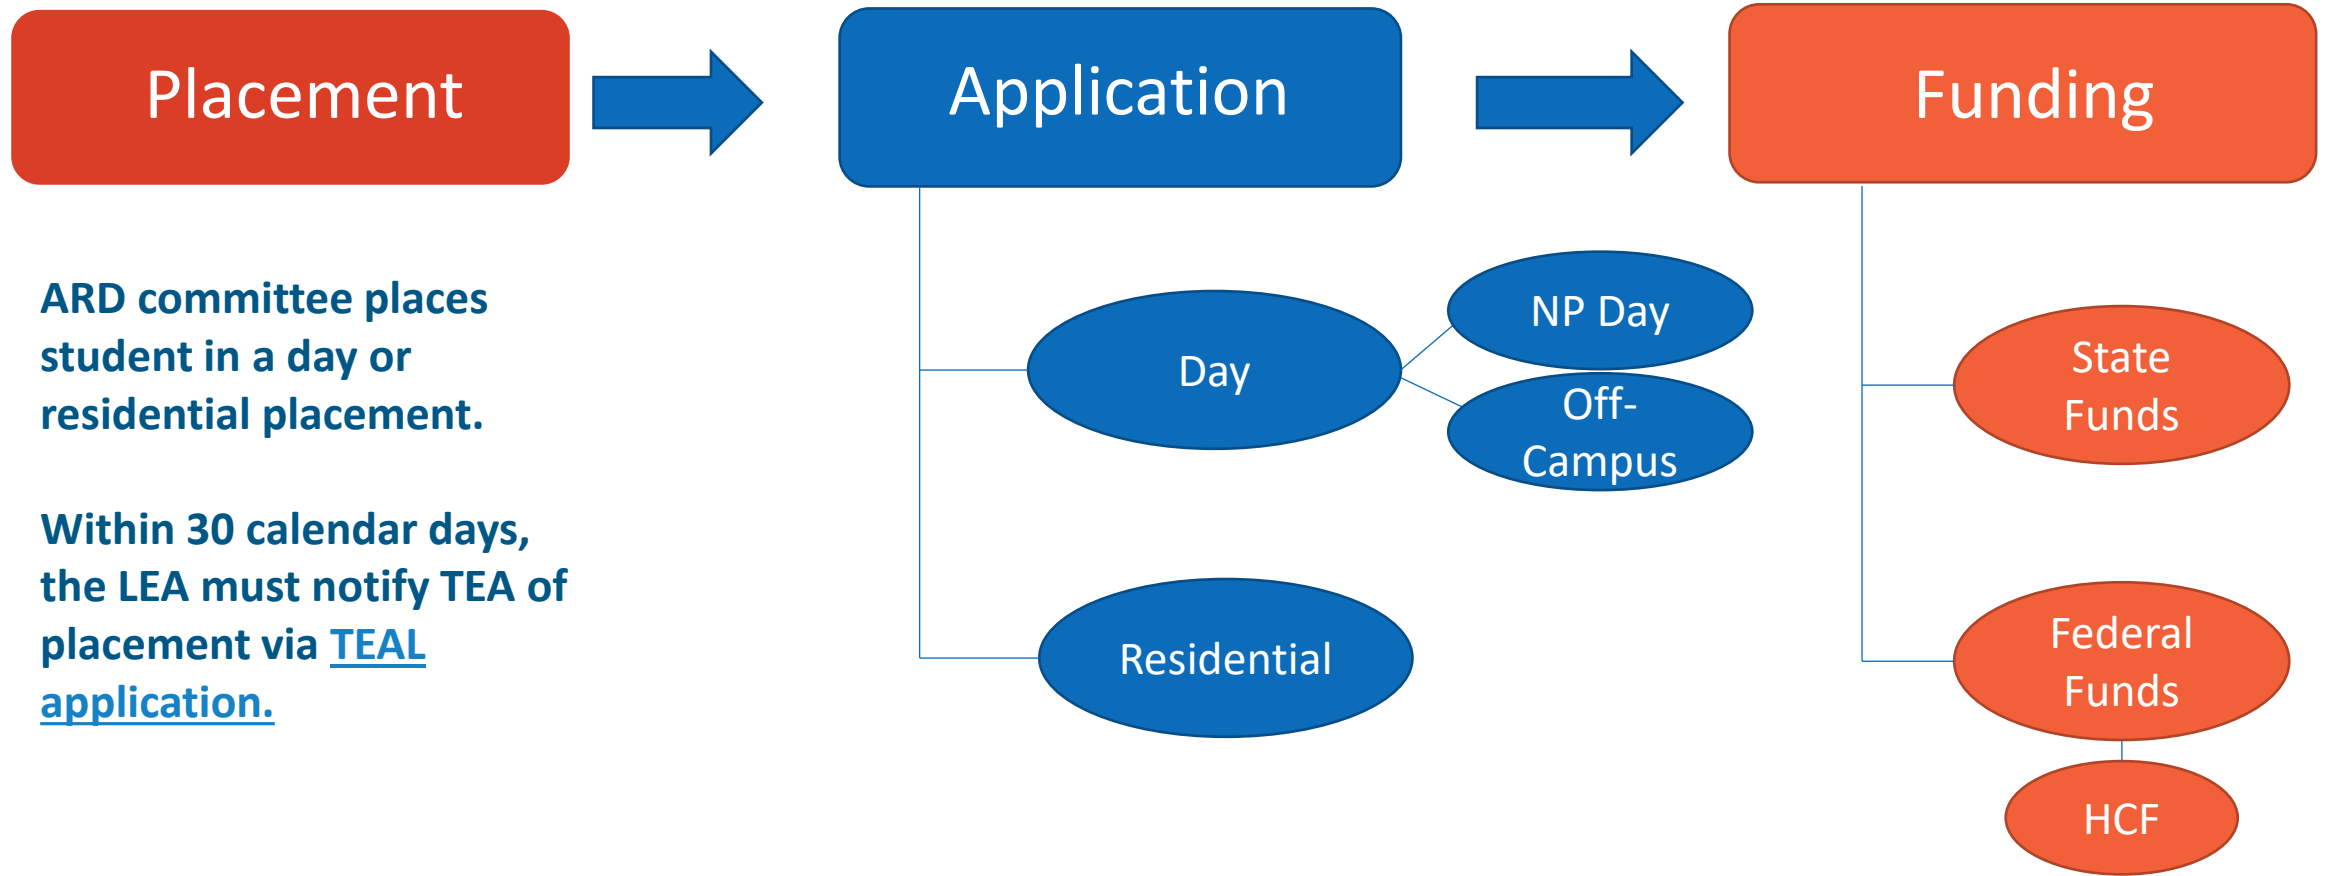 Placement
Application
Funding
ARD committee places
student in a day or
residential placement.
Within 30 calendar days,
the LEA must notify TEA of
placement via TEAL
application.
Day
NP Day
Off-
Campus
Residential
State
Funds
Federal
Funds
HCF